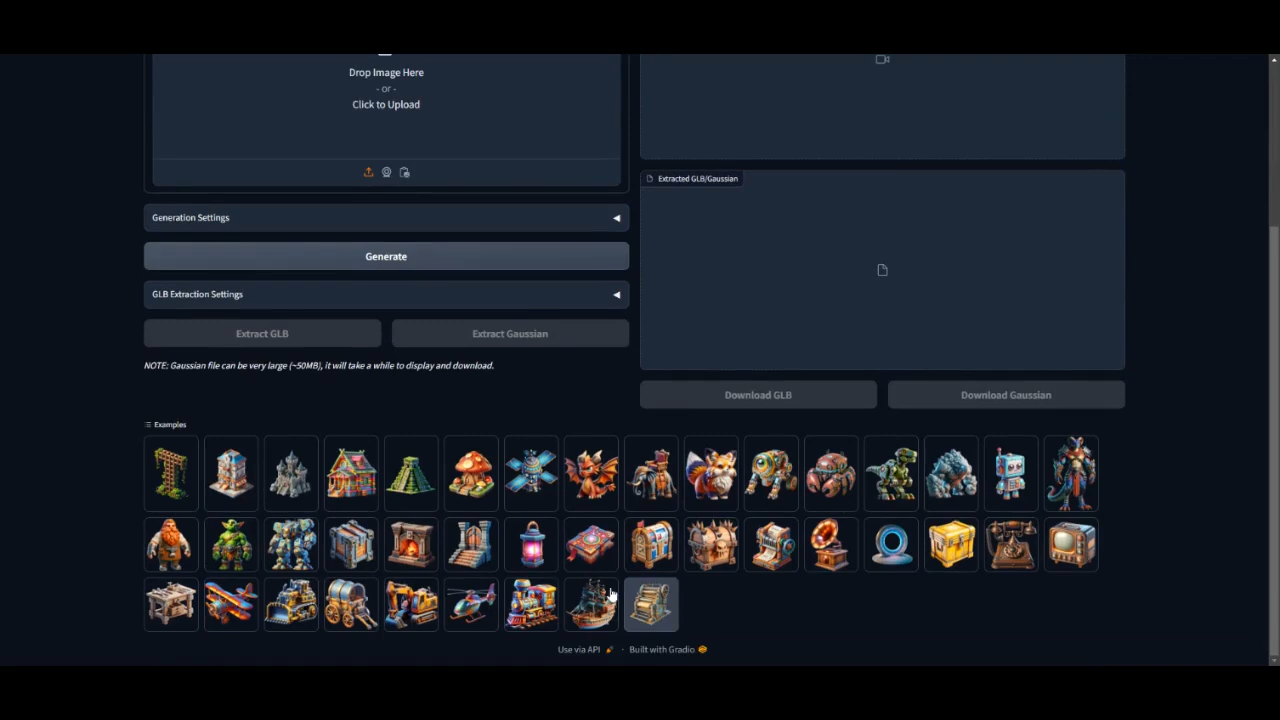 Drop Image Here
- or -
Click to Upload
Extracted GLB/Gaussian
Generation Settings
Generate
GLB Extraction Settings
Extract GLB
Extract Gaussian
NOTE: Gaussian file can be very large (~50MB), it will take a while to display and download.
Download GLB
Download Gaussian
Examples
Use via API · Built with Gradio